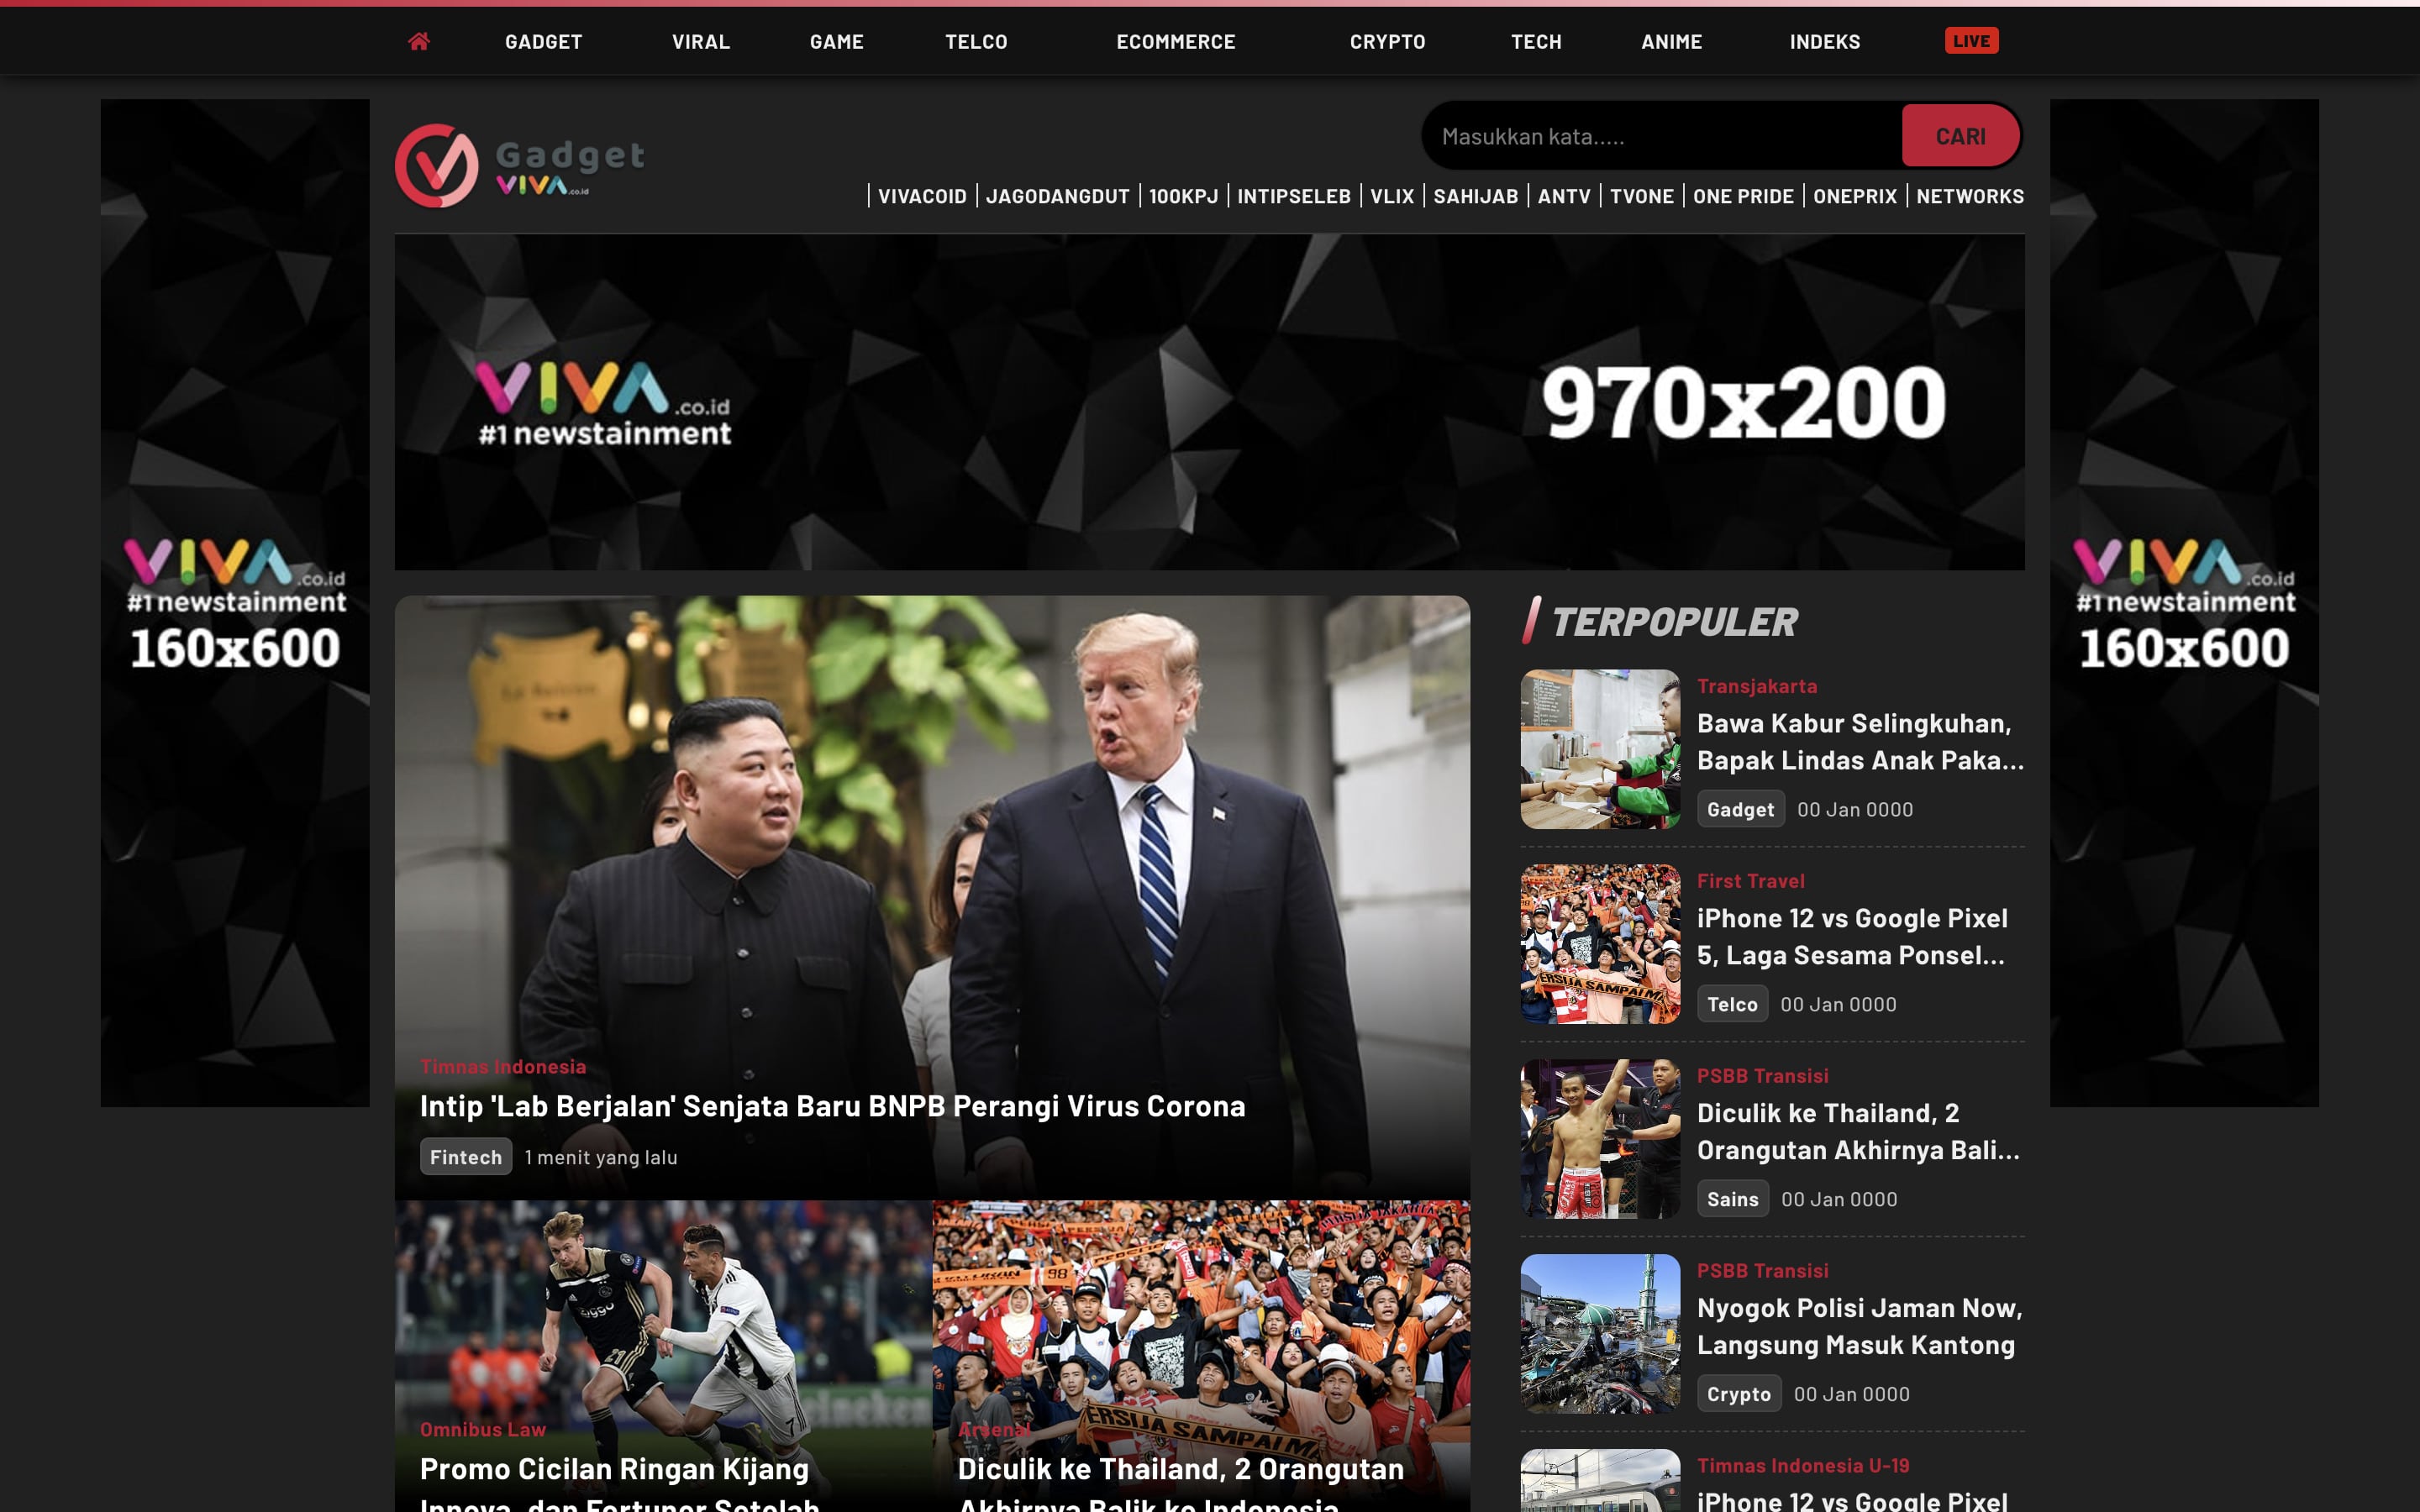 GADGET VIRAL GAME TELCO ECOMMERCE CRYPTO TECH ANIME INDEKS LIVE
Masukkan kata.....
CARI
Gadget
VIVA.co.id
VIVACOID JAGODANGDUT 100KPJ INTIPSELEB VLIX SAHIJAB ANTV TVONE ONE PRIDE ONEPRIX NETWORKS
VIVA.co.id
#1 newstainment
970x200
VIVA.co.id
#1 newstainment
160x600
VIVA.co.id
#1 newstainment
160x600
Timnas Indonesia
Intip 'Lab Berjalan' Senjata Baru BNPB Perangi Virus Corona
Fintech 1 menit yang lalu
Omnibus Law
Promo Cicilan Ringan Kijang
Innova, dan Fortuner Setelah
ERSIJA SAMPAI MA
Arsenal
Diculik ke Thailand, 2 Orangutan
Akhirnya Balik ke Indonesia
TERPOPULER
Transjakarta
Bawa Kabur Selingkuhan,
Bapak Lindas Anak Paka...
Gadget 00 Jan 0000
First Travel
iPhone 12 vs Google Pixel
5, Laga Sesama Ponsel...
Telco 00 Jan 0000
ERSIJA SAMPAI MA
PSBB Transisi
Diculik ke Thailand, 2
Orangutan Akhirnya Bali...
Sains 00 Jan 0000
PSBB Transisi
Nyogok Polisi Jaman Now,
Langsung Masuk Kantong
Crypto 00 Jan 0000
Timnas Indonesia U-19
iPhone 12 vs Google Pixel